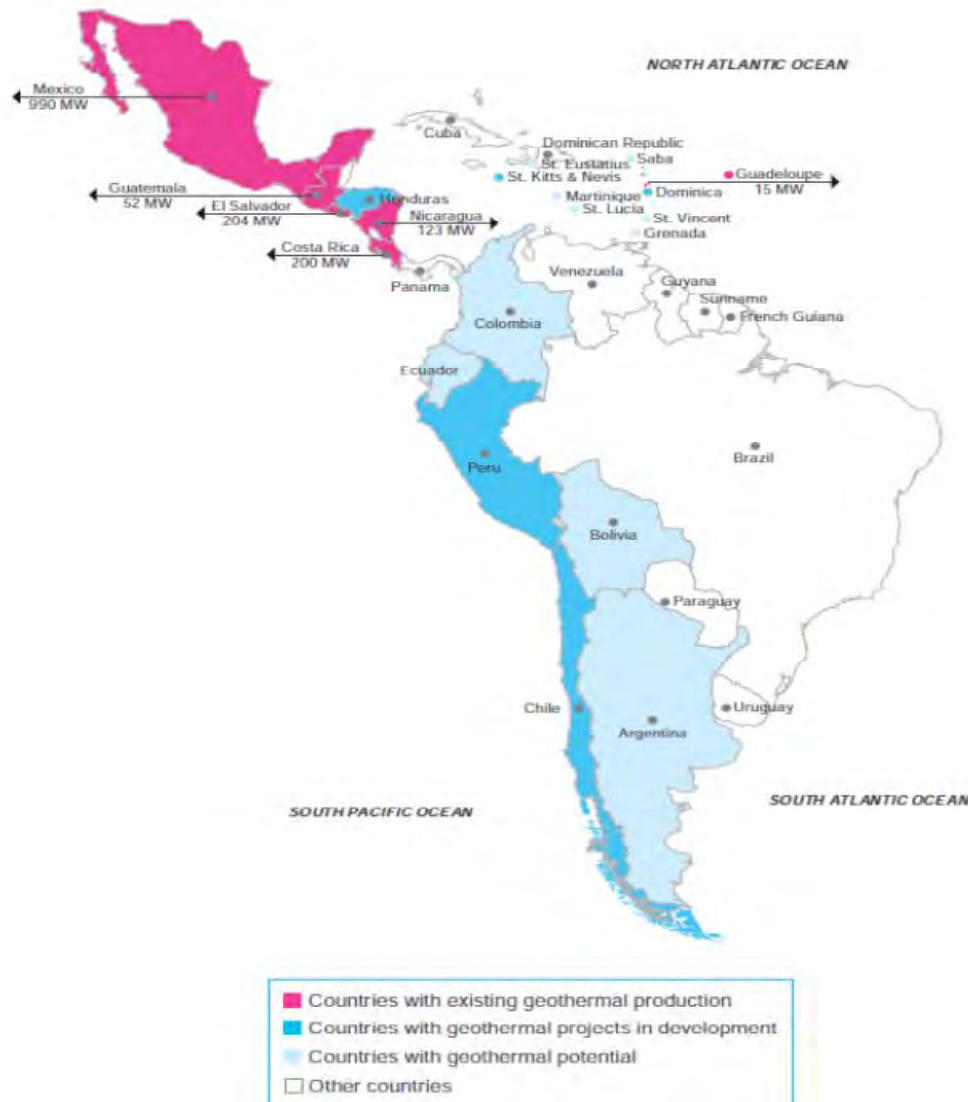 NORTH ATLANTIC OCEAN
Mexico
990 MW
Cuba
Dominican Republic
St. Eustatius
Saba
St. Kitts & Nevis
Guadeloupe
15 MW
Dominica
Martinique
St. Lucia
St. Vincent
Grenada
Guatemala
52 MW
Honduras
El Salvador
204 MW
Nicaragua
123 MW
Costa Rica
200 MW
Panama
Venezuela
Guyana
Suriname
French Guiana
Colombia
Ecuador
Peru
Brazil
Bolivia
Paraguay
Chile
Argentina
Uruguay
SOUTH PACIFIC OCEAN
SOUTH ATLANTIC OCEAN
Countries with existing geothermal production
Countries with geothermal projects in development
Countries with geothermal potential
Other countries